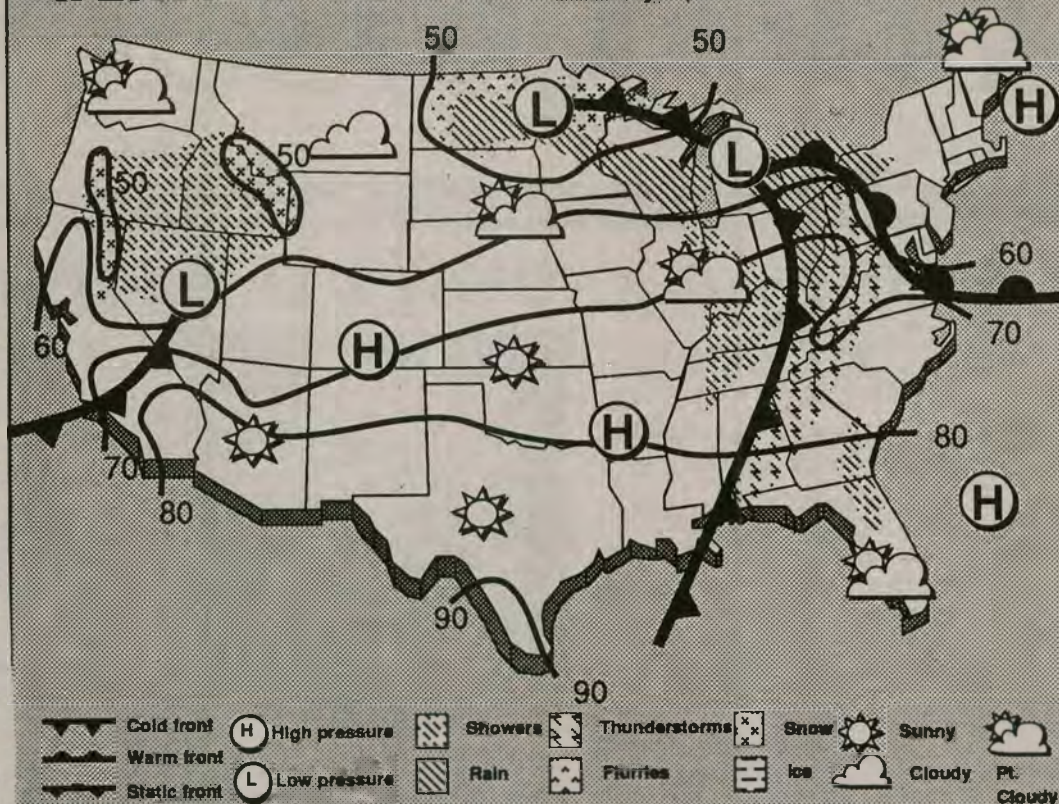 50
50
H
L
50
L
50
60
L
60
H
70
H
80
70
H
80
90
90
Cold front
H High pressure
Showers
Thunderstorms
Snow
Sunny
Warm front
Static front
L Low pressure
Rain
Flurries
Ice
Cloudy
Pt.
Cloudy